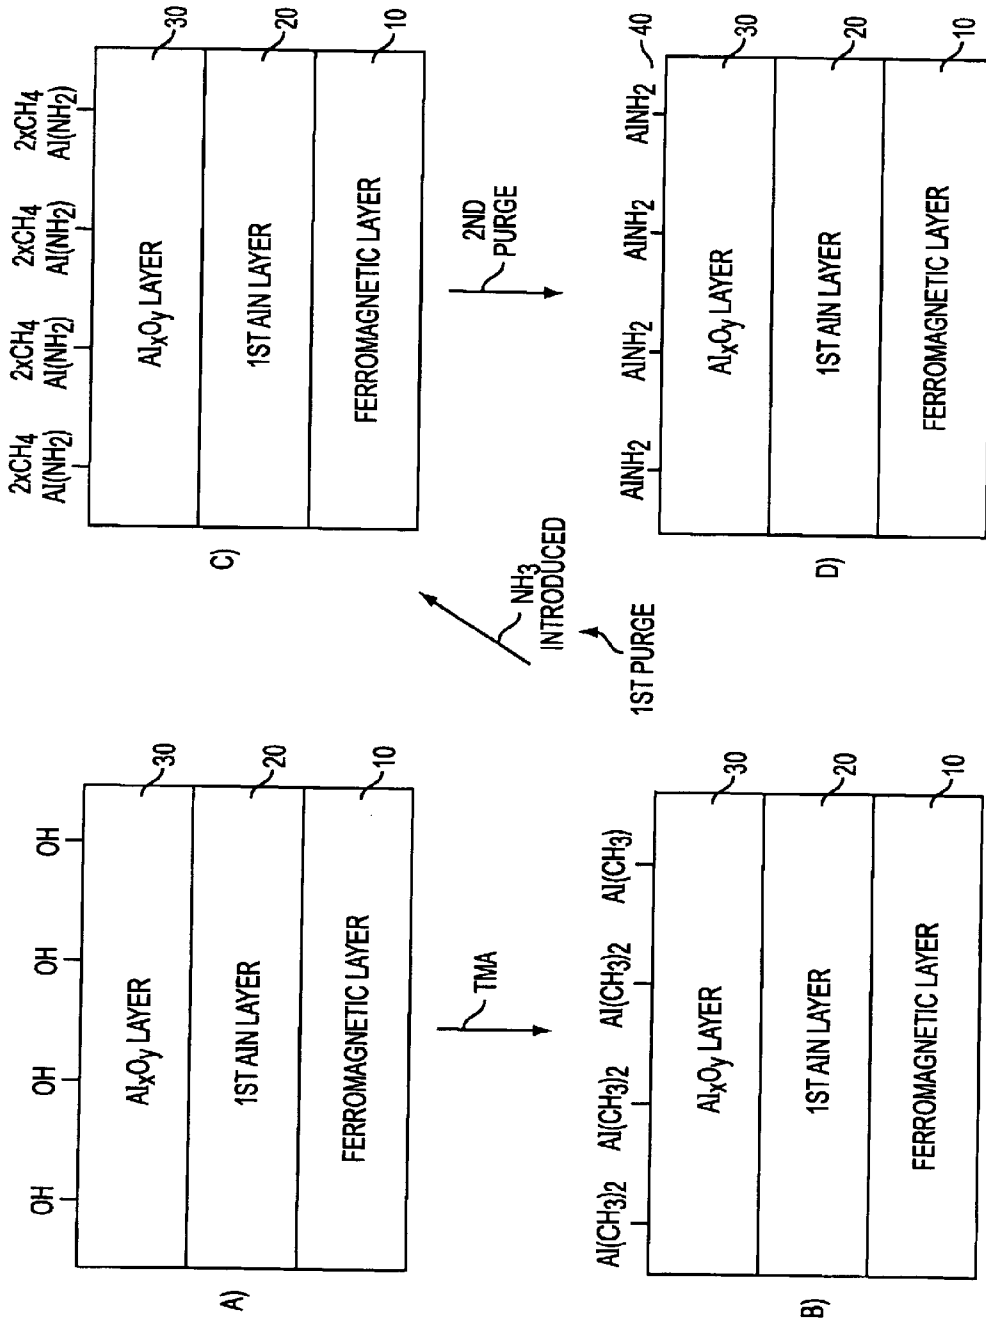 A)
OH
OH
OH
OH
AlxOy LAYER
30
1ST AlN LAYER
20
FERROMAGNETIC LAYER
10
TMA
B)
Al(CH3)2
Al(CH3)2
Al(CH3)2
Al(CH3)
AlxOy LAYER
30
1ST AlN LAYER
20
FERROMAGNETIC LAYER
10
1ST PURGE
NH3
INTRODUCED
C)
2xCH4
2xCH4
2xCH4
2xCH4
Al(NH2)
Al(NH2)
Al(NH2)
Al(NH2)
AlxOy LAYER
30
1ST AlN LAYER
20
FERROMAGNETIC LAYER
10
2ND
PURGE
D)
AlNH2
AlNH2
AlNH2
AlNH2
40
AlxOy LAYER
30
1ST AlN LAYER
20
FERROMAGNETIC LAYER
10